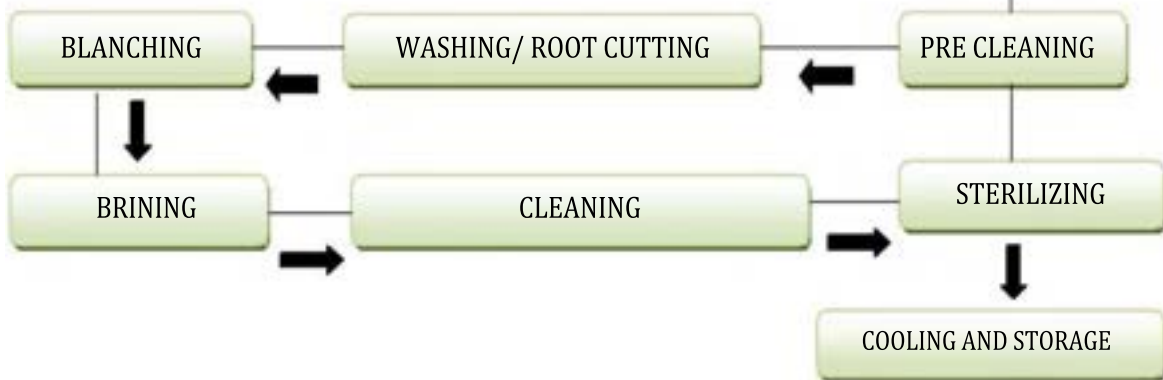 BLANCHING
WASHING/ ROOT CUTTING
PRE CLEANING
BRINING
CLEANING
STERILIZING
COOLING AND STORAGE